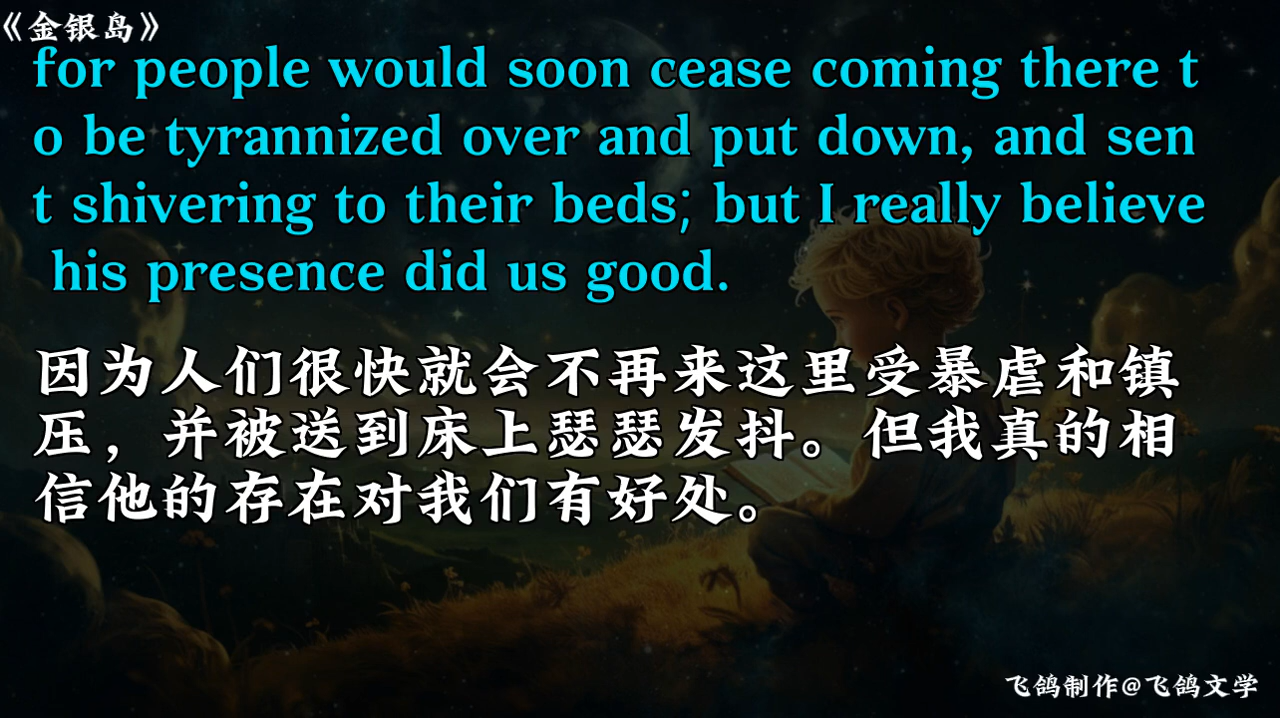 《金银岛》
for people would soon cease coming there t
o be tyrannized over and put down, and sen
t shivering to their beds; but I really believe
his presence did us good.
因为人们很快就会不再来这里受暴虐和镇
压，并被送到床上瑟瑟发抖。但我真的相
信他的存在对我们有好处。
飞鸽制作@飞鸽文学